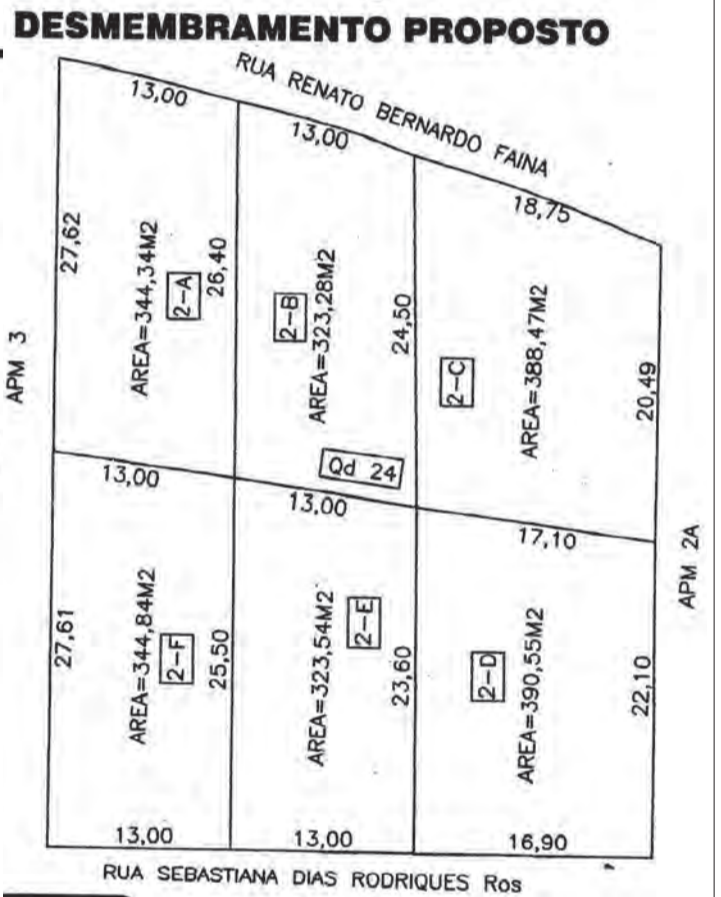 DESMEMBRAMENTO PROPOSTO
RUA RENATO BERNARDO FAINA
13,00
13,00
18,75
APM 3
27,62
AREA=344,34M2
2-A
26,40
2-B
AREA=323,28M2
24,50
2-C
AREA=388,47M2
20,49
Qd 24
13,00
13,00
17,10
APM 2A
27,61
AREA=344,84M2
2-F
25,50
AREA=323,54M2
2-E
23,60
2-D
AREA=390,55M2
22,10
13,00
13,00
16,90
RUA SEBASTIANA DIAS RODRIQUES Ros